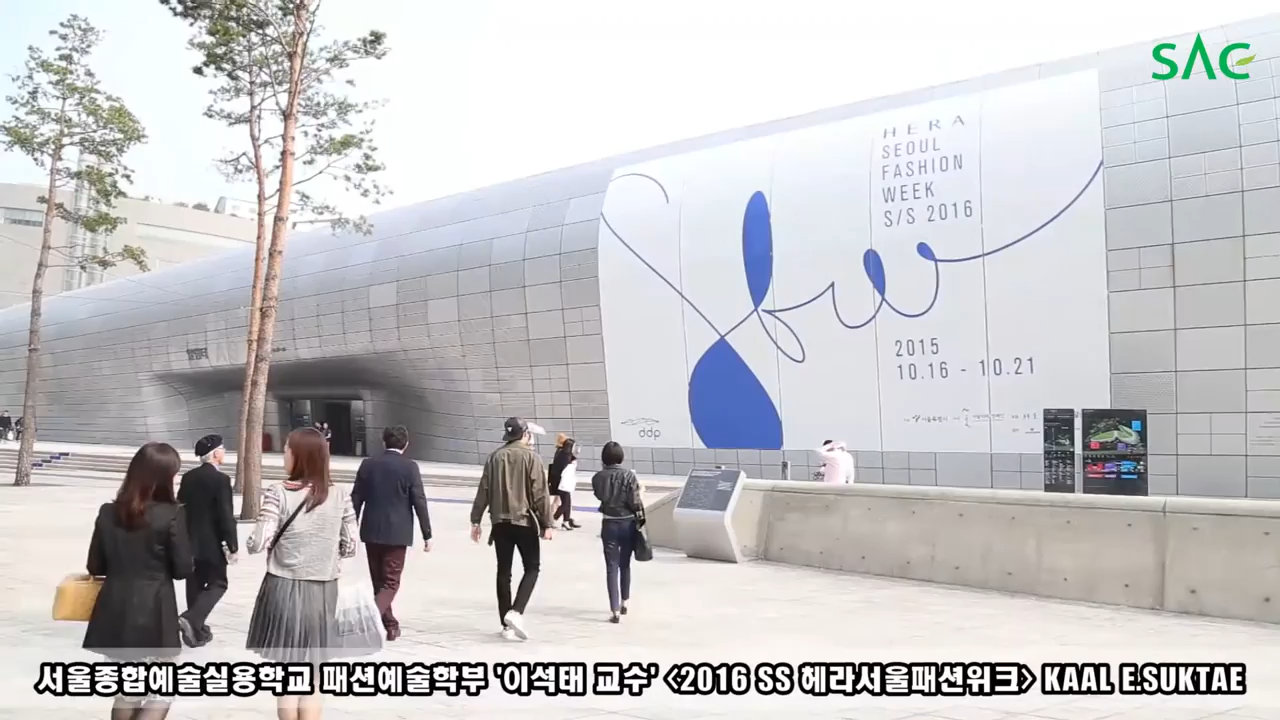 SAC
HERA
SEOUL
FASHION
WEEK
S/S 2016
Sfw
2015
10.16 - 10.21
ddp
서울종합예술실용학교 패션예술학부 '이석태 교수' <2016 SS 헤라서울패션위크> KAAL E.SUKTAE